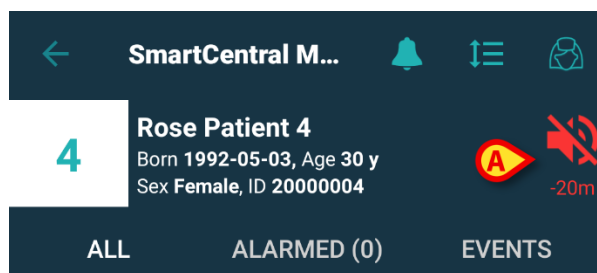 SmartCentral M...
4
Rose Patient 4
Born 1992-05-03, Age 30 y
Sex Female, ID 20000004
A
-20m
ALL ALARMED (0) EVENTS